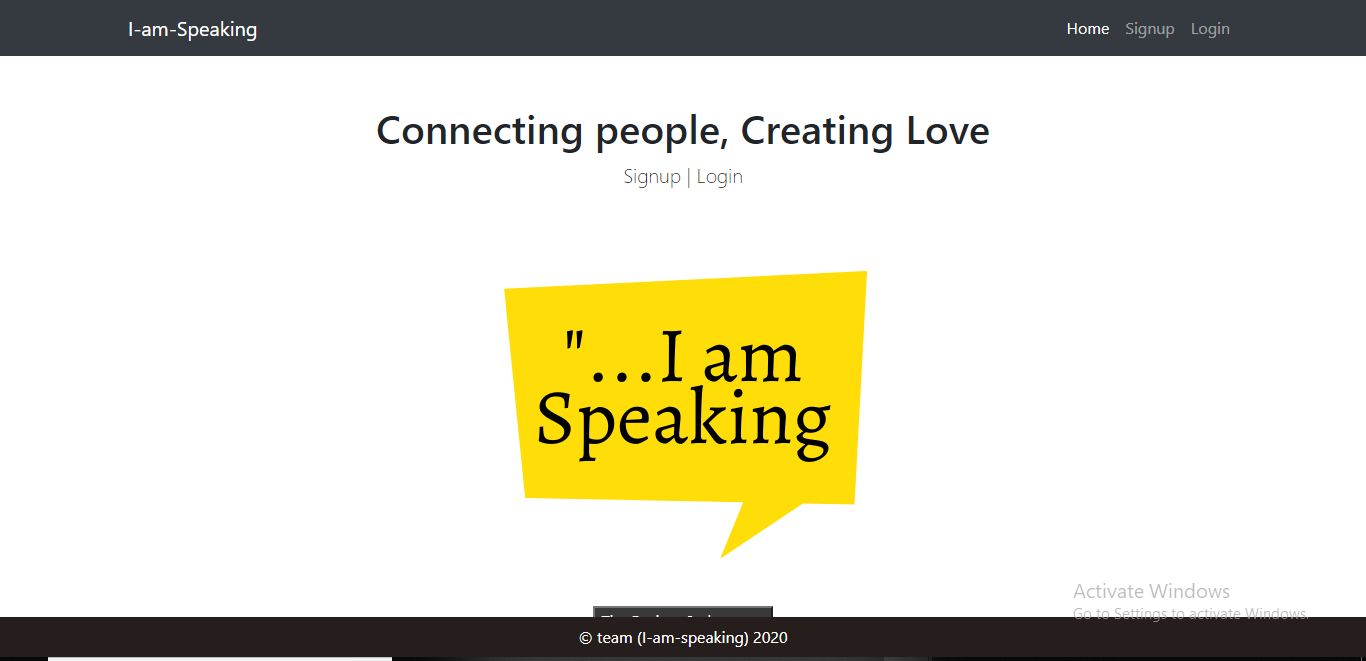 I-am-Speaking
Home Signup Login
Connecting people, Creating Love
Signup | Login
"...I am
Speaking
Activate Windows
Go to Settings to activate Windows.
© team (I-am-speaking) 2020